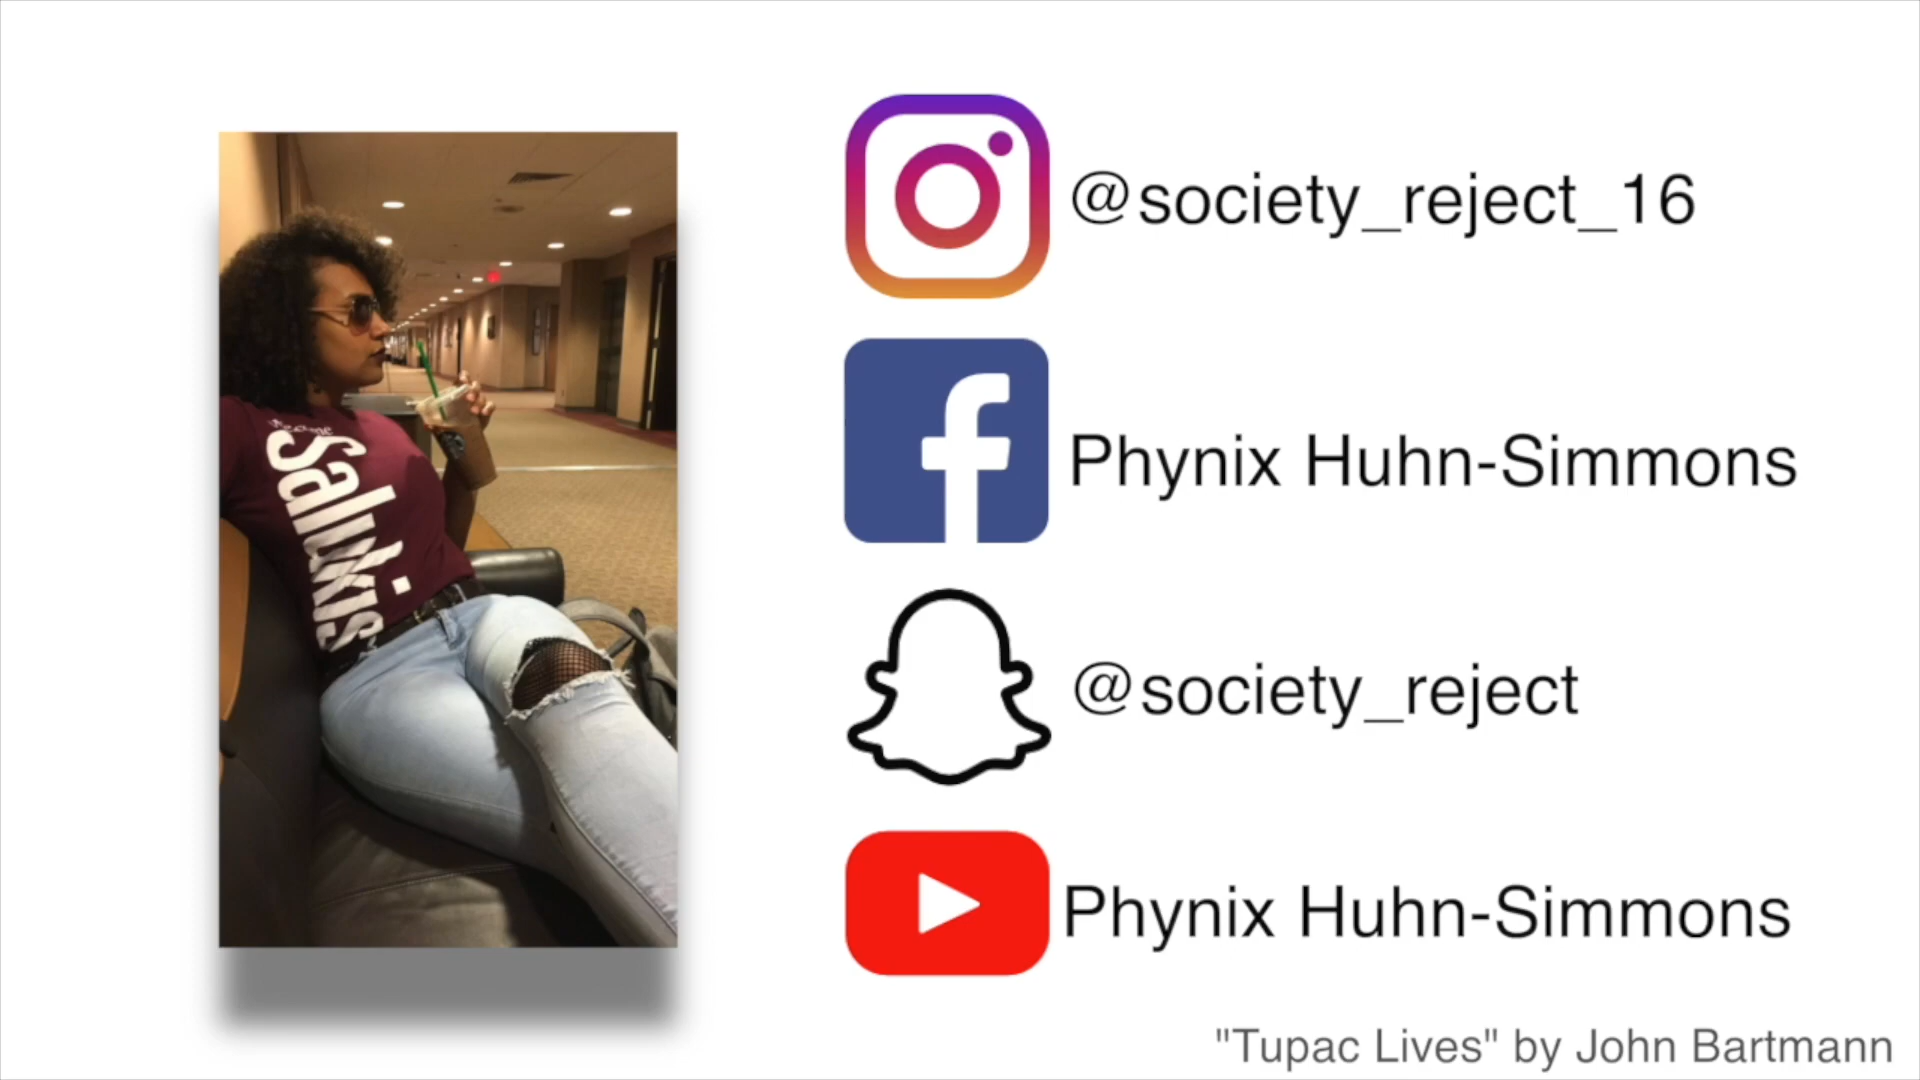 Salukis
@society_reject_16
Phynix Huhn-Simmons
@society_reject
Phynix Huhn-Simmons
"Tupac Lives" by John Bartmann